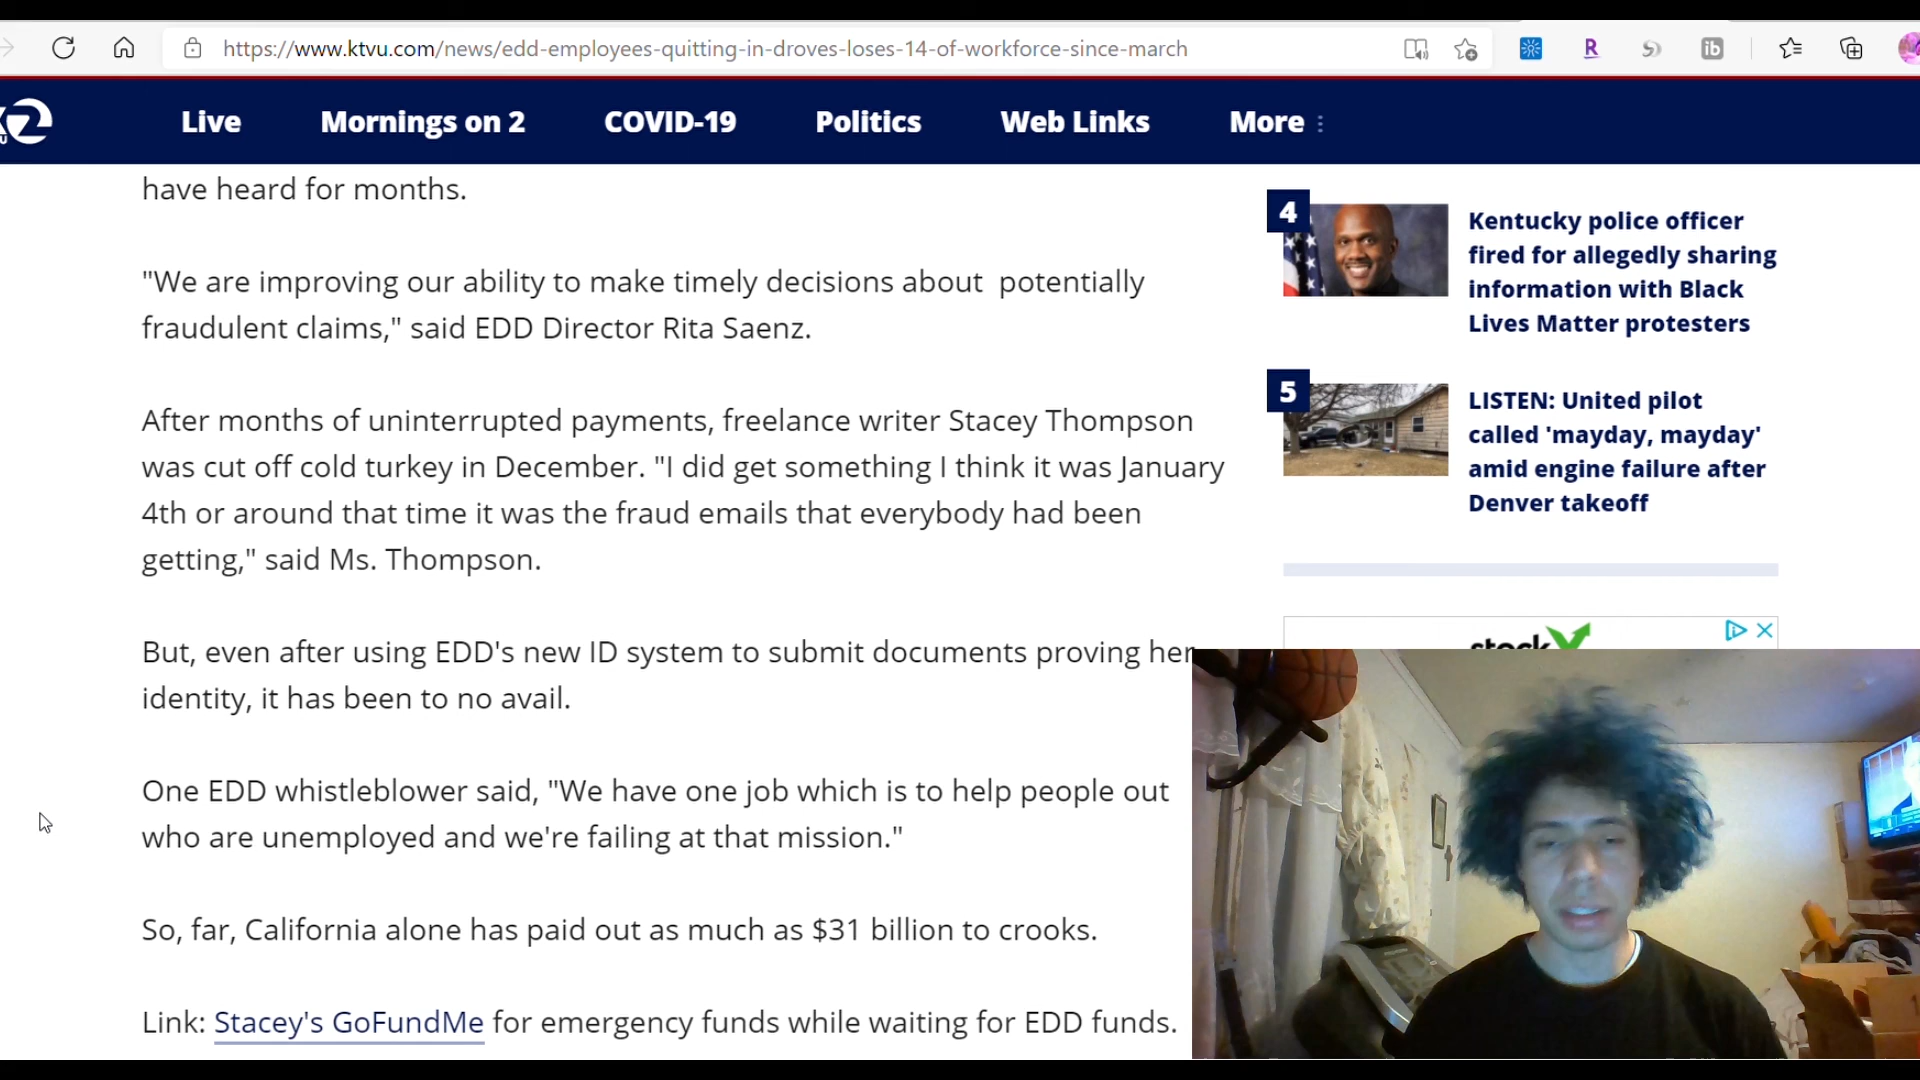 https://www.ktvu.com/news/edd-employees-quitting-in-droves-loses-14-of-workforce-since-march
R
ib
2
Live
Mornings on 2
COVID-19
Politics
Web Links
More
have heard for months.
"We are improving our ability to make timely decisions about potentially
fraudulent claims," said EDD Director Rita Saenz.
After months of uninterrupted payments, freelance writer Stacey Thompson
was cut off cold turkey in December. "I did get something I think it was January
4th or around that time it was the fraud emails that everybody had been
getting," said Ms. Thompson.
But, even after using EDD's new ID system to submit documents proving her
identity, it has been to no avail.
One EDD whistleblower said, "We have one job which is to help people out
who are unemployed and we're failing at that mission."
So, far, California alone has paid out as much as $31 billion to crooks.
Link: Stacey's GoFundMe for emergency funds while waiting for EDD funds.
4
Kentucky police officer
fired for allegedly sharing
information with Black
Lives Matter protesters
5
LISTEN: United pilot
called 'mayday, mayday'
amid engine failure after
Denver takeoff
stock